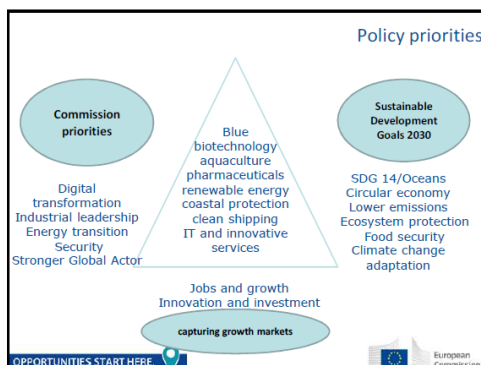 Policy priorities
Commission
priorities
Sustainable
Development
Goals 2030
Blue
biotechnology
aquaculture
pharmaceuticals
renewable energy
coastal protection
clean shipping
IT and innovative
services
Digital
transformation
Industrial leadership
Energy transition
Security
Stronger Global Actor
SDG 14/Oceans
Circular economy
Lower emissions
Ecosystem protection
Food security
Climate change
adaptation
Jobs and growth
Innovation and investment
capturing growth markets
OPPORTUNITIES START HERE.
European
Commission